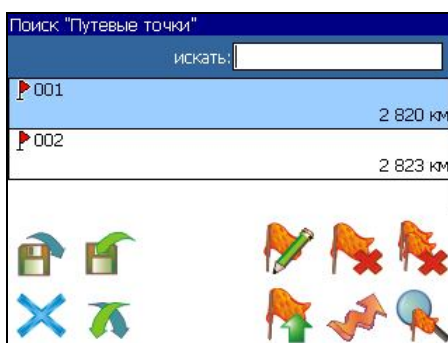 Поиск "Путевые точки"
искать:
001
2 820 км
002
2 823 км